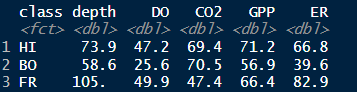 class depth DO CO2 GPP ER
<fct> <dbl> <dbl> <dbl> <dbl> <dbl>
1 HI 73.9 47.2 69.4 71.2 66.8
2 BO 58.6 25.6 70.5 56.9 39.6
3 FR 105. 49.9 47.4 66.4 82.9